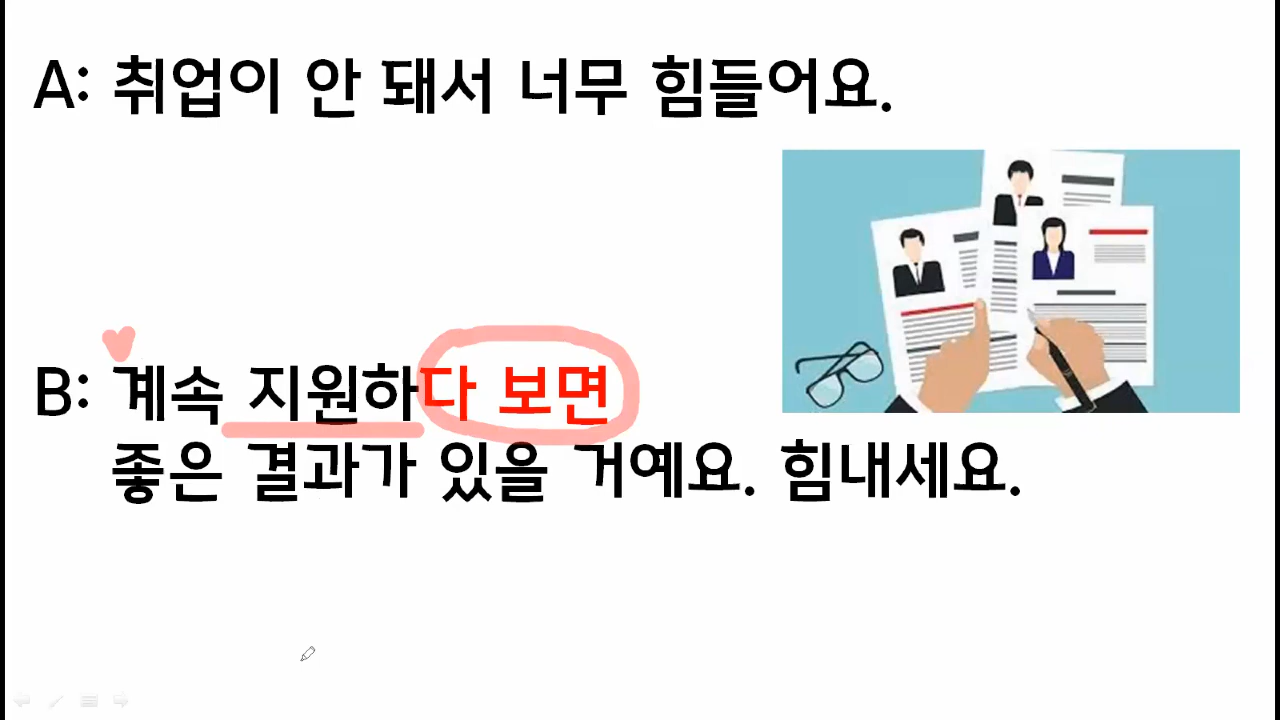 A: 취업이 안 돼서 너무 힘들어요.
B: 계속 지원하다 보면
좋은 결과가 있을 거예요. 힘내세요.